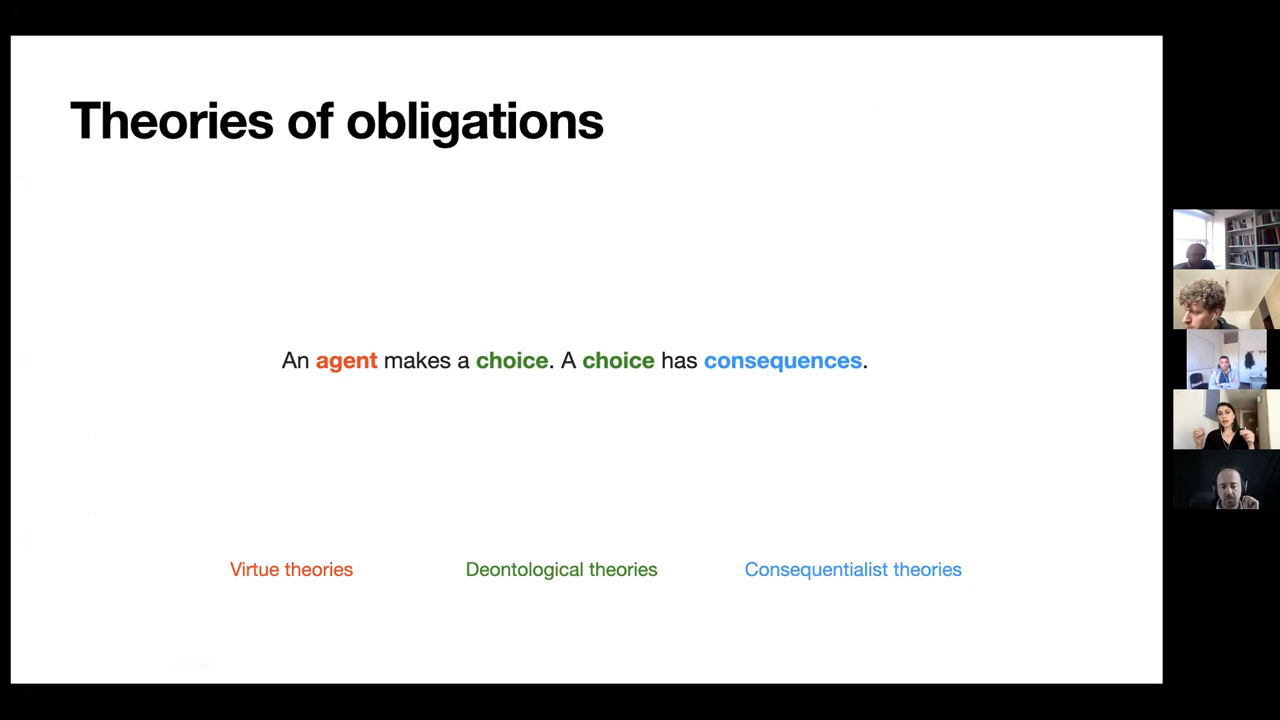 Theories of obligations
An agent makes a choice. A choice has consequences.
Virtue theories
Deontological theories
Consequentialist theories